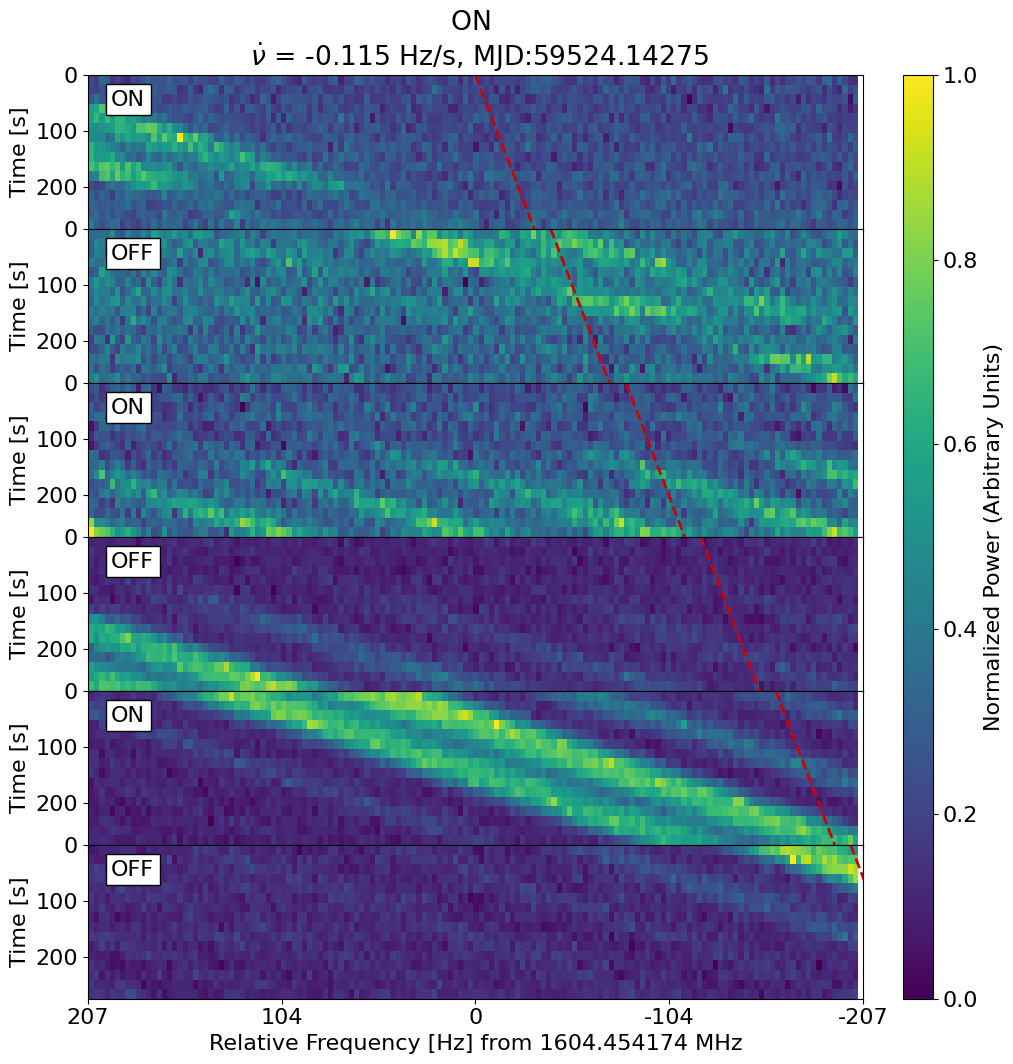 ON
ν̇ = -0.115 Hz/s, MJD:59524.14275
0
ON
100
200
Time [s]
0
OFF
100
200
Time [s]
0
ON
100
200
Time [s]
0
OFF
100
200
Time [s]
0
ON
100
200
Time [s]
0
OFF
100
200
Time [s]
207 104 0 -104 -207
Relative Frequency [Hz] from 1604.454174 MHz
1.0
0.8
0.6
0.4
0.2
0.0
Normalized Power (Arbitrary Units)